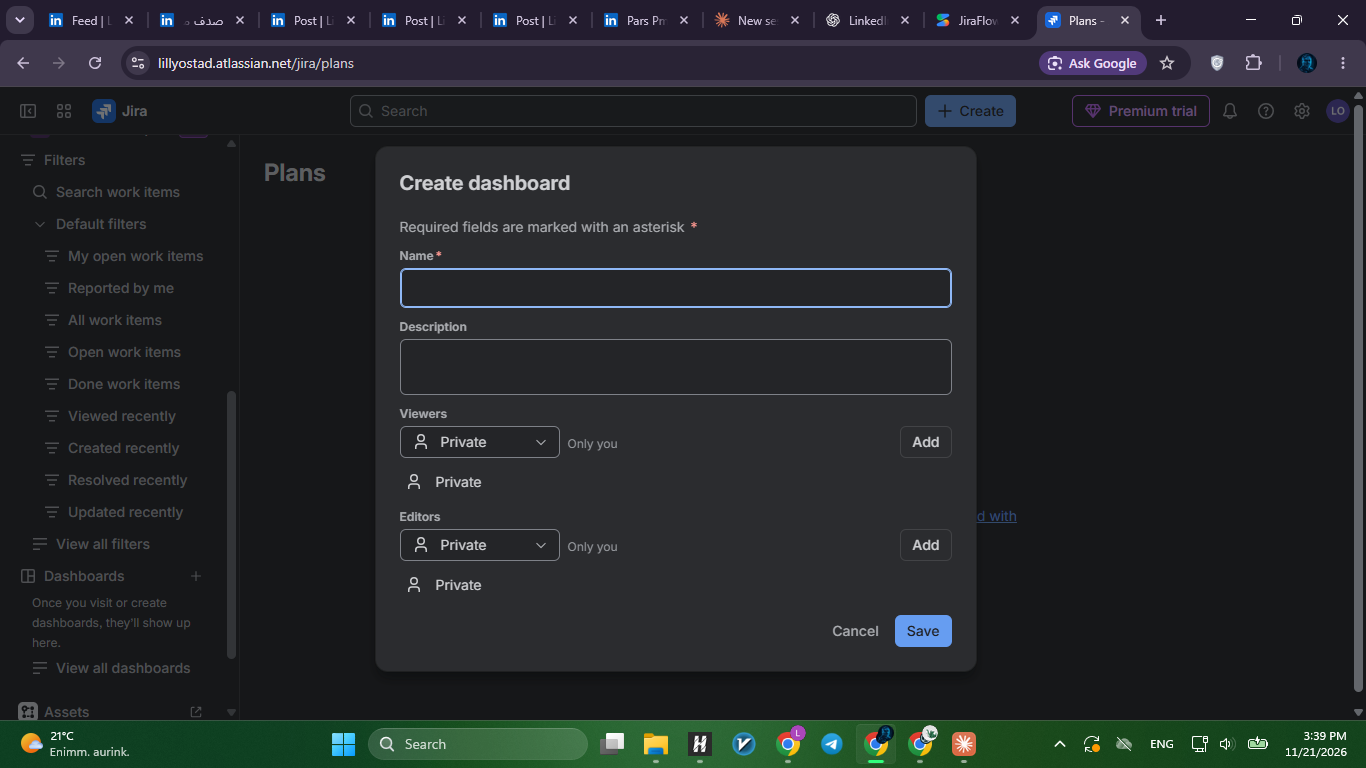 Feed | L
صدف ه
Post | Li
Post | Li
Post | Li
Pars Pr
New se
LinkedI
JiraFlow
Plans -
lillyostad.atlassian.net/jira/plans
Ask Google
Jira
Search
Create
Premium trial
LO
Filters
Search work items
Default filters
My open work items
Reported by me
All work items
Open work items
Done work items
Viewed recently
Created recently
Resolved recently
Updated recently
View all filters
Dashboards
Once you visit or create
dashboards, they'll show up
here.
View all dashboards
Assets
Plans
Create dashboard
Required fields are marked with an asterisk *
Name *
Description
Viewers
Private
Only you
Add
Private
Editors
Private
Only you
Add
Private
Cancel
Save
d with
21°C
Enimm. aurink.
Search
L
ENG
3:39 PM
11/21/2026